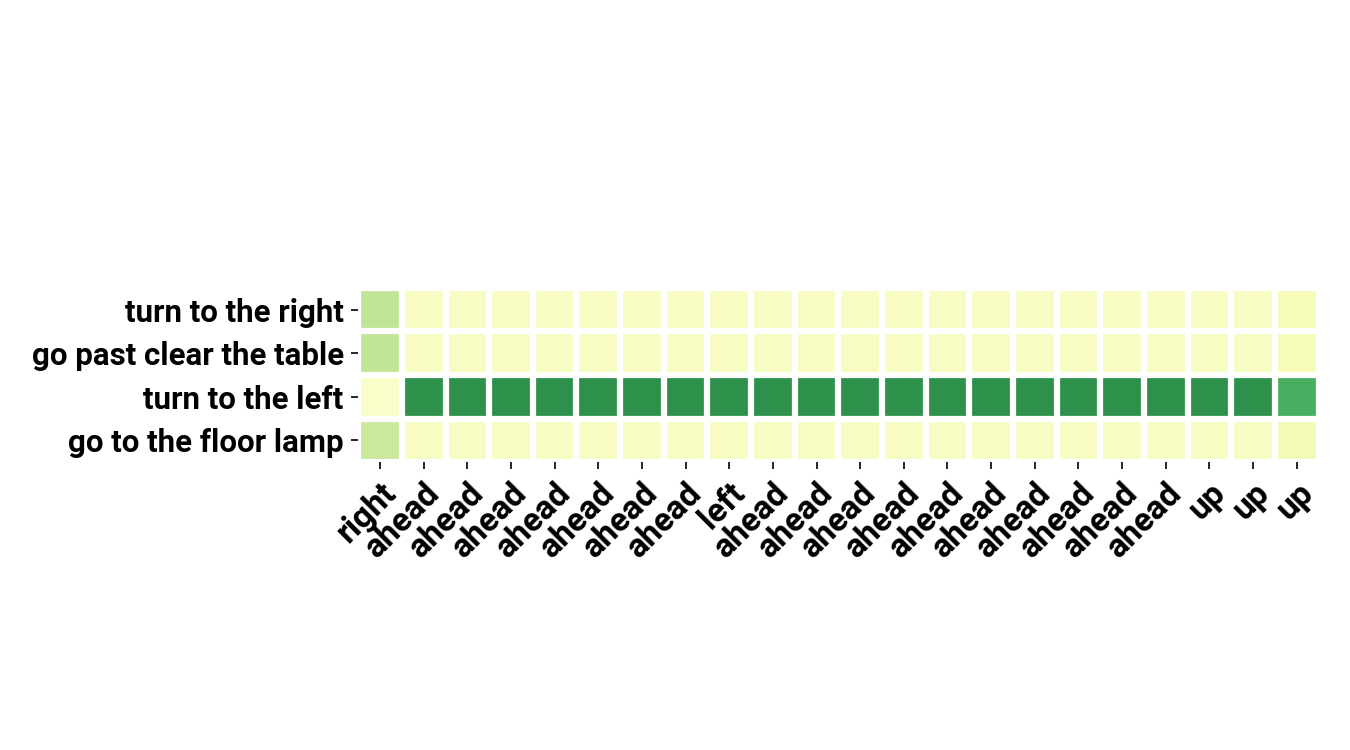 turn to the right
go past clear the table
turn to the left
go to the floor lamp
right
ahead
ahead
ahead
ahead
ahead
ahead
ahead
left
ahead
ahead
ahead
ahead
ahead
ahead
ahead
ahead
ahead
ahead
up
up
up